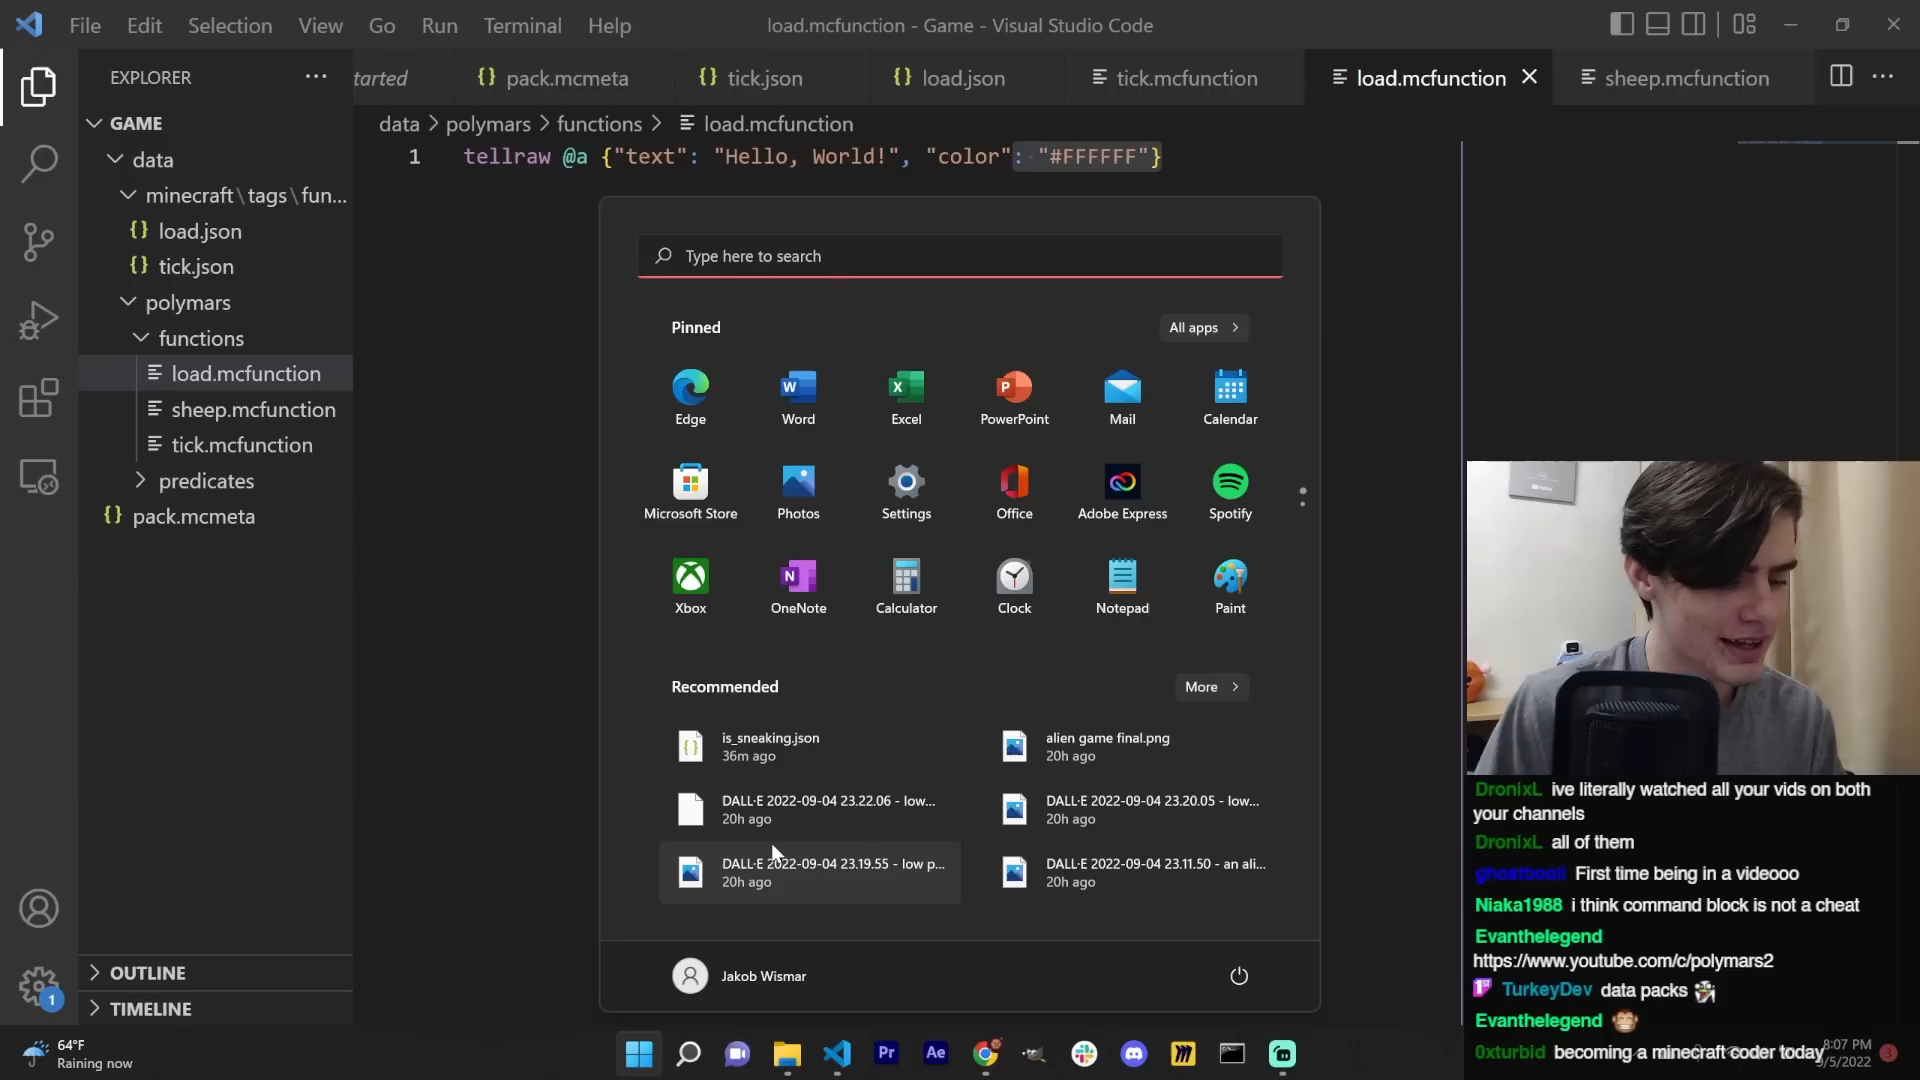 File Edit Selection View Go Run Terminal Help
load.mcfunction - Game - Visual Studio Code
EXPLORER
tarted
pack.mcmeta
tick.json
load.json
tick.mcfunction
load.mcfunction
sheep.mcfunction
GAME
data
minecraft\tags\fun...
load.json
tick.json
polymars
functions
load.mcfunction
sheep.mcfunction
tick.mcfunction
predicates
pack.mcmeta
OUTLINE
TIMELINE
1
64°F
Raining now
data > polymars > functions > load.mcfunction
1 tellraw @a {"text": "Hello, World!", "color": "#FFFFFF"}
Type here to search
Pinned
All apps
Edge
Word
Excel
PowerPoint
Mail
Calendar
Microsoft Store
Photos
Settings
Office
Adobe Express
Spotify
Xbox
OneNote
Calculator
Clock
Notepad
Paint
Recommended
More
is_sneaking.json
36m ago
alien game final.png
20h ago
DALL·E 2022-09-04 23.22.06 - low...
20h ago
DALL·E 2022-09-04 23.20.05 - low...
20h ago
DALL·E 2022-09-04 23.19.55 - low p...
20h ago
DALL·E 2022-09-04 23.11.50 - an ali...
20h ago
Jakob Wismar
Pr
Ae
DronixL ive literally watched all your vids on both
your channels
DronixL all of them
ghostbooli First time being in a videooo
Niaka1988 i think command block is not a cheat
Evanthelegend
https://www.youtube.com/c/polymars2
1ST TurkeyDev data packs
Evanthelegend
0xturbid becoming a minecraft coder today
8:07 PM
9/5/2022
3